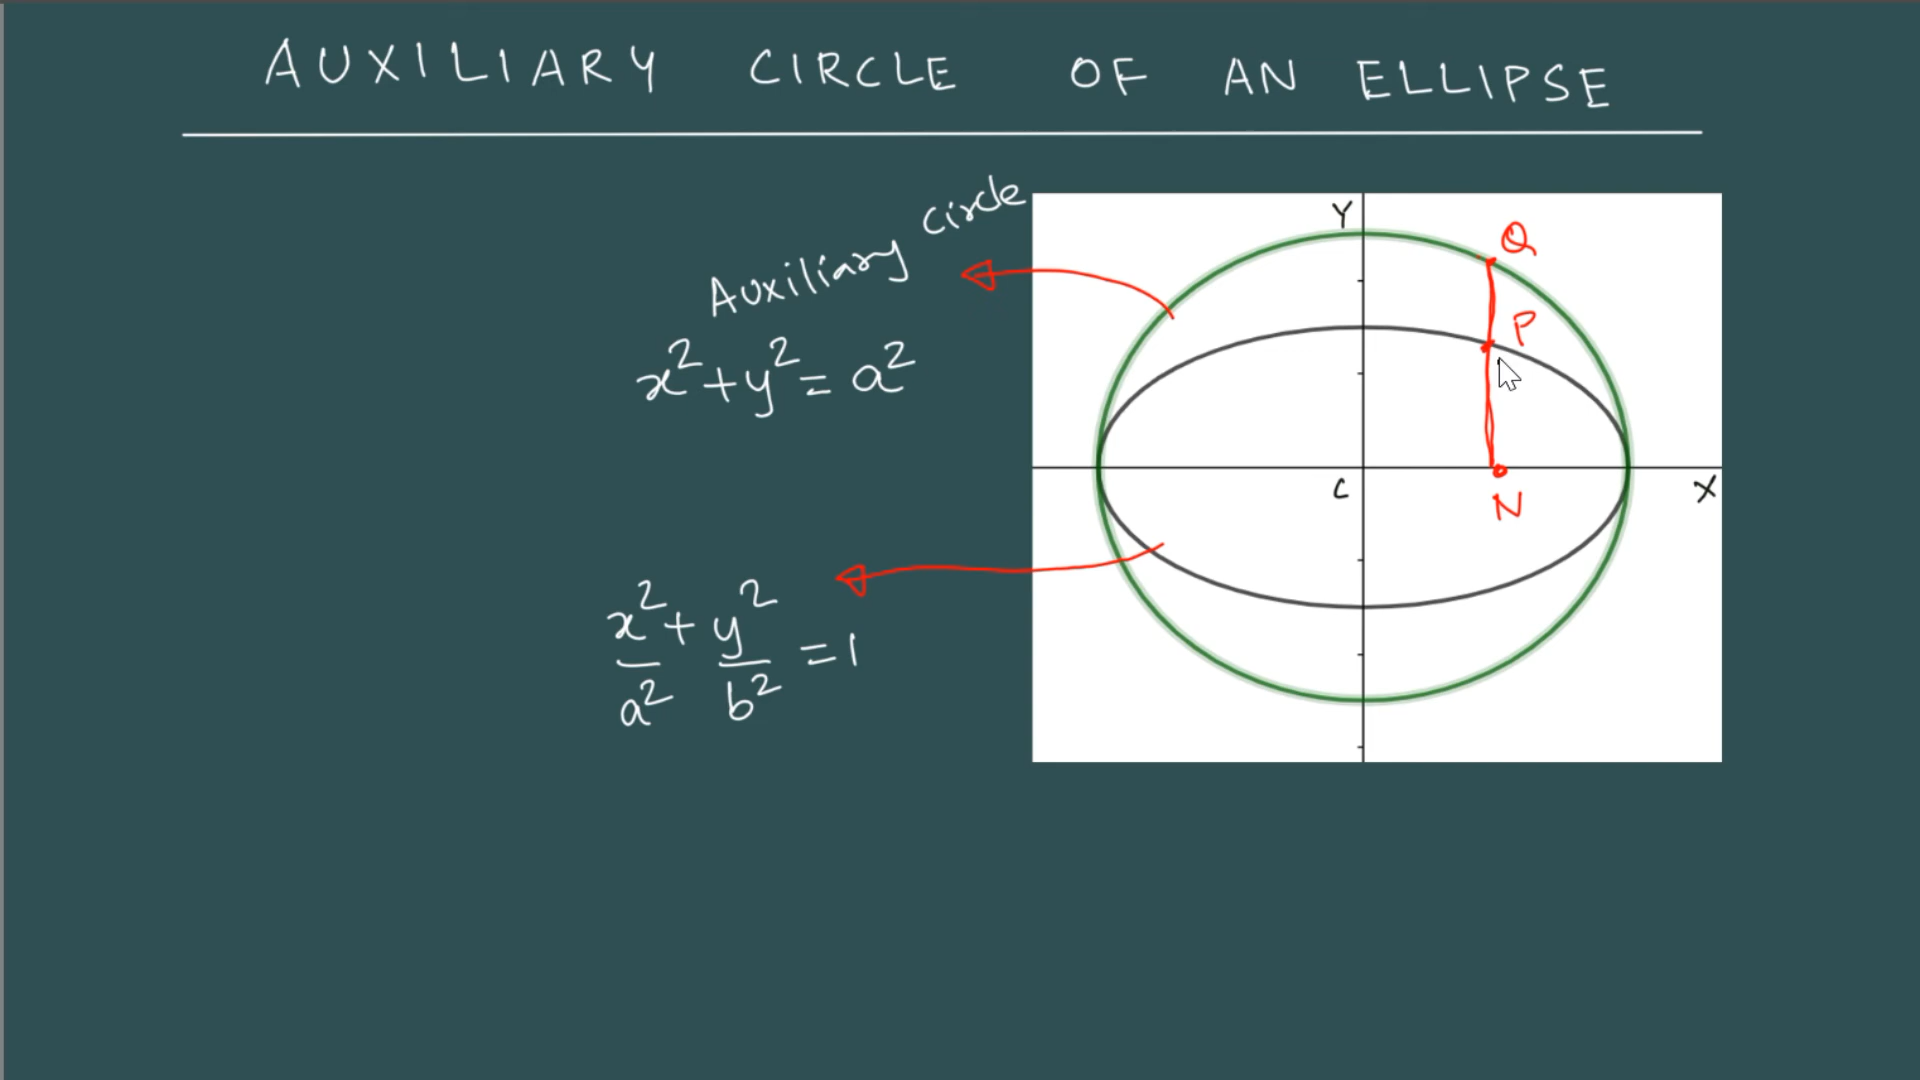 AUXILIARY CIRCLE OF AN ELLIPSE
Auxiliary circle
x²+y²= a²
x²/a² + y²/b² = 1
Y
Q
P
C
N
X